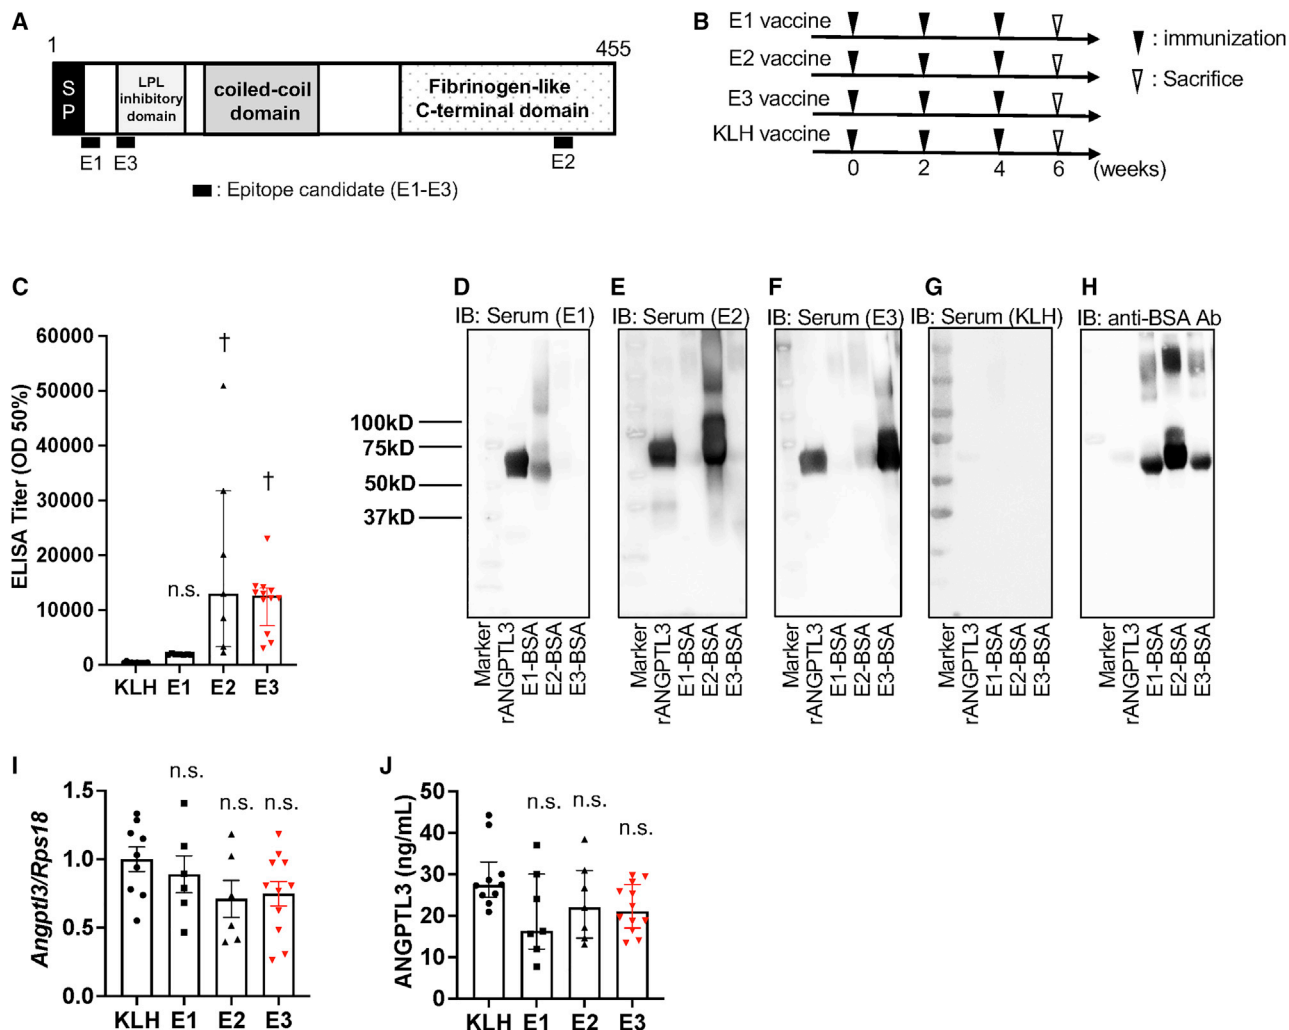 A
1
455
S
P
LPL
inhibitory
domain
coiled-coil
domain
Fibrinogen-like
C-terminal domain
E1
E3
E2
: Epitope candidate (E1-E3)
B
E1 vaccine
E2 vaccine
E3 vaccine
KLH vaccine
0
2
4
6
(weeks)
: immunization
: Sacrifice
C
ELISA Titer (OD 50%)
60000
50000
40000
30000
20000
10000
0
n.s.
†
†
KLH
E1
E2
E3
D
IB: Serum (E1)
100kD
75kD
50kD
37kD
Marker
rANGPTL3
E1-BSA
E2-BSA
E3-BSA
E
IB: Serum (E2)
Marker
rANGPTL3
E1-BSA
E2-BSA
E3-BSA
F
IB: Serum (E3)
Marker
rANGPTL3
E1-BSA
E2-BSA
E3-BSA
G
IB: Serum (KLH)
Marker
rANGPTL3
E1-BSA
E2-BSA
E3-BSA
H
IB: anti-BSA Ab
Marker
rANGPTL3
E1-BSA
E2-BSA
E3-BSA
I
Angptl3/Rps18
1.5
1.0
0.5
0.0
n.s.
n.s.
n.s.
KLH
E1
E2
E3
J
ANGPTL3 (ng/mL)
50
40
30
20
10
0
n.s.
n.s.
n.s.
KLH
E1
E2
E3